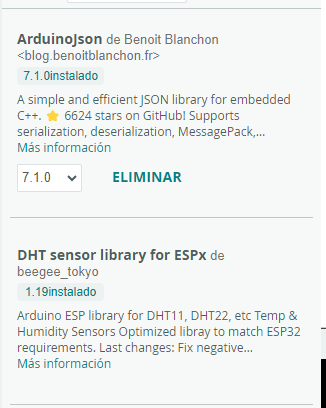 ArduinoJson de Benoit Blanchon
<blog.benoitblanchon.fr>
7.1.0instalado
A simple and efficient JSON library for embedded
C++. ⭐ 6624 stars on GitHub! Supports
serialization, deserialization, MessagePack,...
Más información
7.1.0 ELIMINAR
DHT sensor library for ESPx de
beegee_tokyo
1.19instalado
Arduino ESP library for DHT11, DHT22, etc Temp &
Humidity Sensors Optimized libray to match ESP32
requirements. Last changes: Fix negative...
Más información